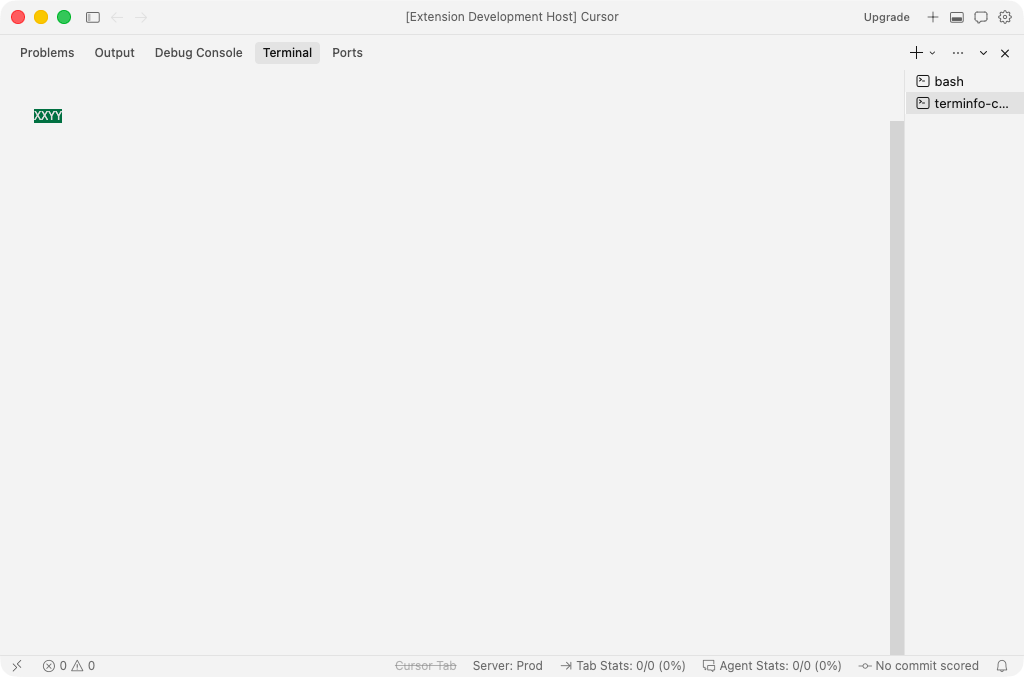 [Extension Development Host] Cursor
Upgrade
Problems Output Debug Console Terminal Ports
bash
terminfo-c...
XXYY
0 0 Cursor Tab Server: Prod Tab Stats: 0/0 (0%) Agent Stats: 0/0 (0%) No commit scored